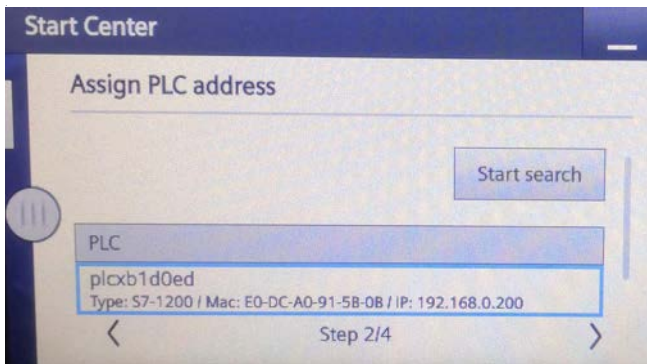 Start Center
Assign PLC address
Start search
PLC
plcxb1d0ed
Type: S7-1200 / Mac: E0-DC-A0-91-5B-0B / IP: 192.168.0.200
Step 2/4